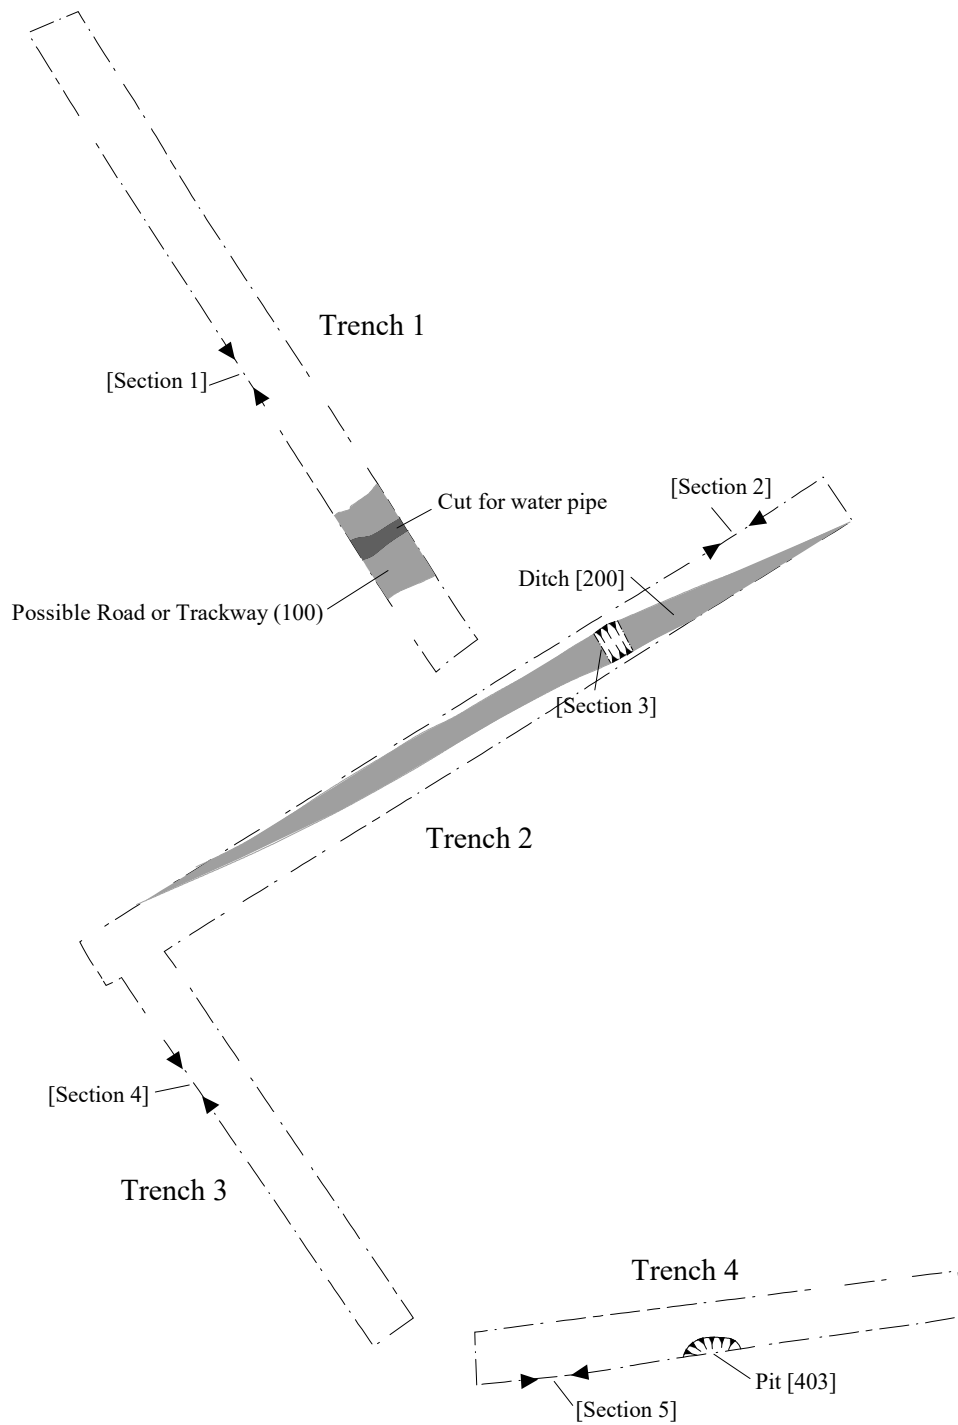 Trench 1
[Section 1]
[Section 2]
Cut for water pipe
Ditch [200]
Possible Road or Trackway (100)
[Section 3]
Trench 2
[Section 4]
Trench 3
Trench 4
Pit [403]
[Section 5]